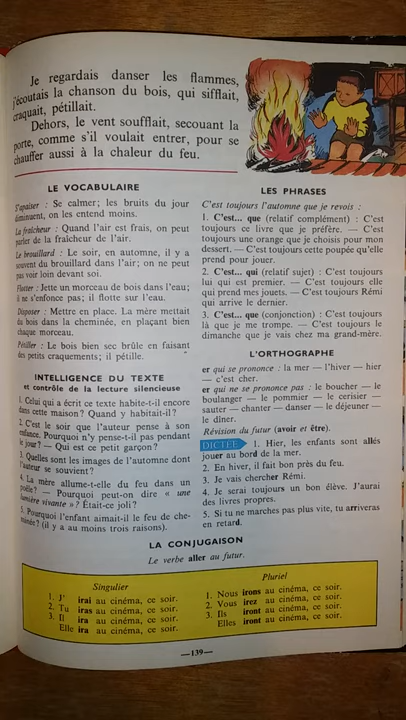 Je regardais danser les flammes,
j'écoutais la chanson du bois, qui sifflait,
craquait, pétillait.
Dehors, le vent soufflait, secouant la
porte, comme s'il voulait entrer, pour se
chauffer aussi à la chaleur du feu.
LE VOCABULAIRE
S'apaiser : Se calmer; les bruits du jour
diminuent, on les entend moins.
La fraîcheur : Quand l'air est frais, on peut
parler de la fraîcheur de l'air.
Le brouillard : Le soir, en automne, il y a
souvent du brouillard dans l'air; on ne peut
pas voir loin devant soi.
Flotter : Jette un morceau de bois dans l'eau;
il ne s'enfonce pas; il flotte sur l'eau.
Disposer : Mettre en place. La mère mettait
du bois dans la cheminée, en plaçant bien
chaque morceau.
Pétiller : Le bois bien sec brûle en faisant
des petits craquements; il pétille.
INTELLIGENCE DU TEXTE
et contrôle de la lecture silencieuse
1. Celui qui a écrit ce texte habite-t-il encore
dans cette maison? Quand y habitait-il?
2. C'est le soir que l'auteur pense à son
enfance. Pourquoi n'y pense-t-il pas pendant
le jour? — Qui est ce petit garçon?
3. Quelles sont les images de l'automne dont
l'auteur se souvient?
4. La mère allume-t-elle du feu dans un
poêle? — Pourquoi peut-on dire « une
lumière vivante »? Était-ce joli?
5. Pourquoi l'enfant aimait-il le feu de che-
minée? (il y a au moins trois raisons).
LES PHRASES
C'est toujours l'automne que je revois :
1. C'est... que (relatif complément) : C'est
toujours ce livre que je préfère. — C'est
toujours une orange que je choisis pour mon
dessert. — C'est toujours cette poupée qu'elle
prend pour jouer.
2. C'est... qui (relatif sujet) : C'est toujours
lui qui est premier. — C'est toujours elle
qui prend mes jouets. — C'est toujours Rémi
qui arrive le dernier.
3. C'est... que (conjonction) : C'est toujours
là que je me trompe. — C'est toujours le
dimanche que je vais chez ma grand-mère.
L'ORTHOGRAPHE
er qui se prononce : la mer — l'hiver — hier
— c'est cher.
er qui ne se prononce pas : le boucher — le
boulanger — le pommier — le cerisier —
sauter — chanter — danser — le déjeuner —
le dîner.
Révision du futur (avoir et être).
DICTÉE 1. Hier, les enfants sont allés
jouer au bord de la mer.
2. En hiver, il fait bon près du feu.
3. Je vais chercher Rémi.
4. Je serai toujours un bon élève. J'aurai
des livres propres.
5. Si tu ne marches pas plus vite, tu arriveras
en retard.
LA CONJUGAISON
Le verbe aller au futur.
Singulier
1. J' irai au cinéma, ce soir.
2. Tu iras au cinéma, ce soir.
3. Il ira au cinéma, ce soir.
Elle ira au cinéma, ce soir.
Pluriel
1. Nous irons au cinéma, ce soir.
2. Vous irez au cinéma, ce soir.
3. Ils iront au cinéma, ce soir.
Elles iront au cinéma, ce soir.
—139—